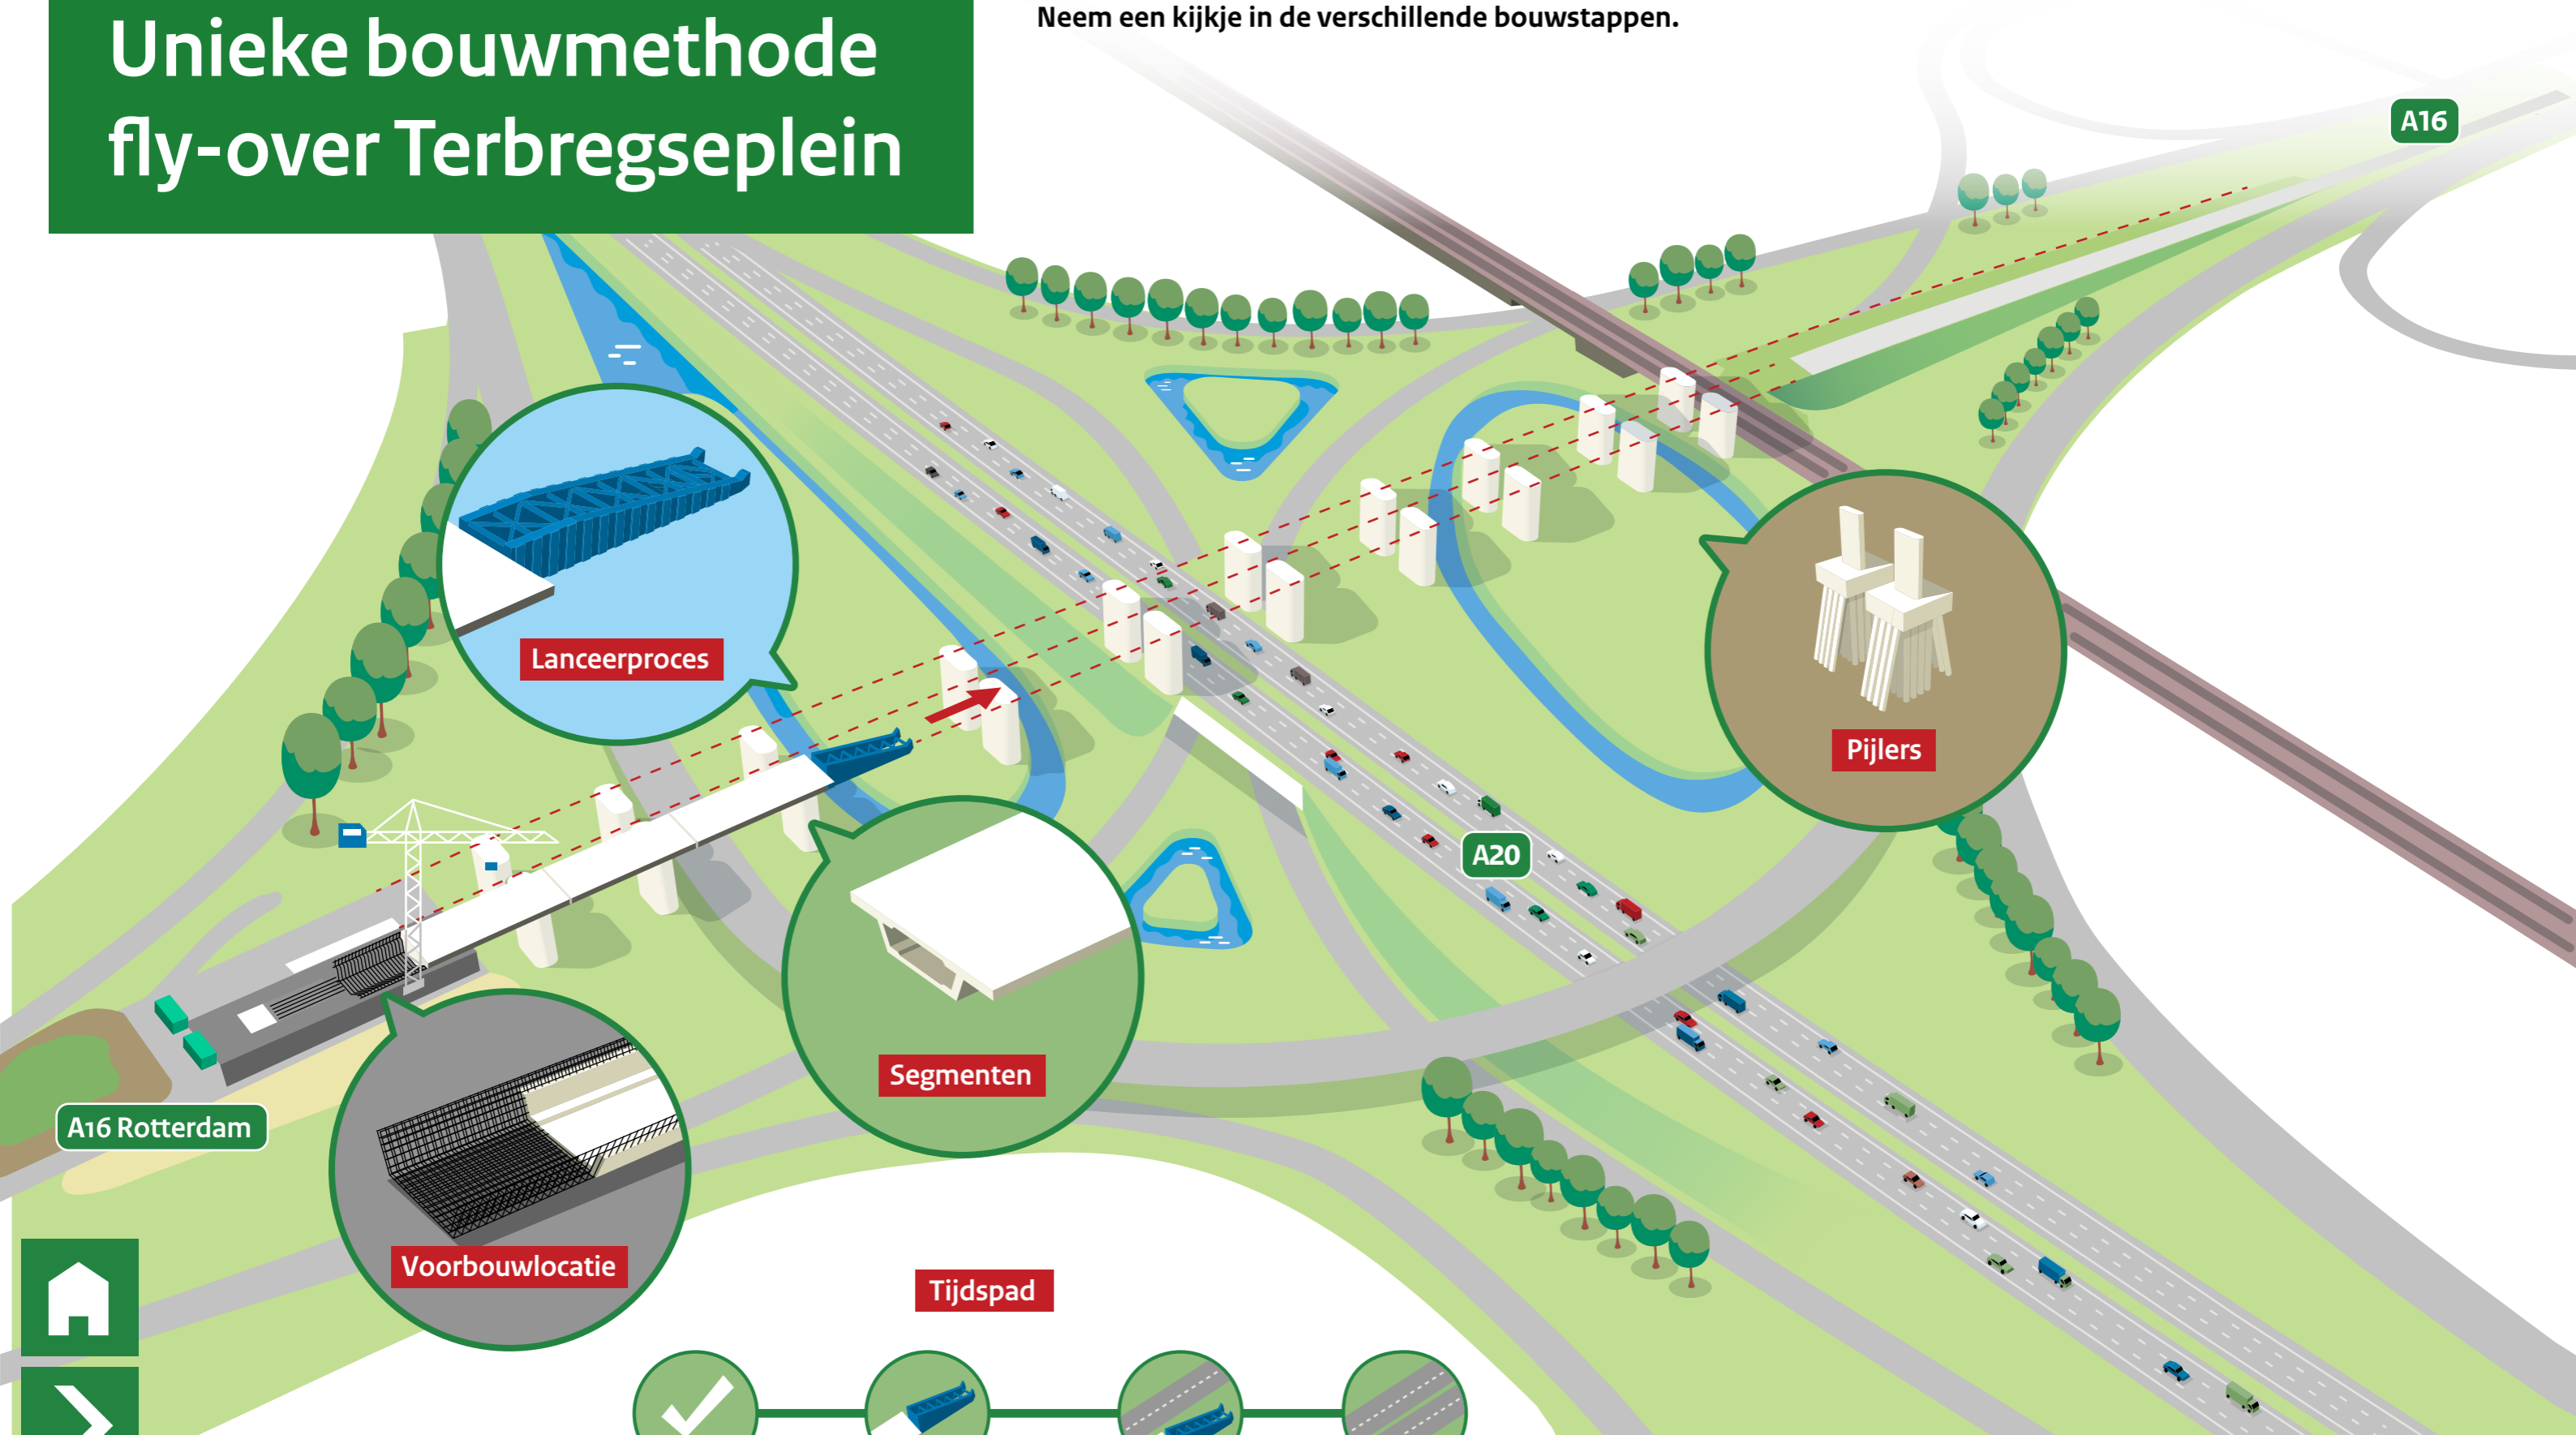 Unieke bouwmethode
fly-over Terbregseplein
Neem een kijkje in de verschillende bouwstappen.
A16
Lanceerproces
Pijlers
A20
Segmenten
A16 Rotterdam
Voorbouwlocatie
Tijdspad